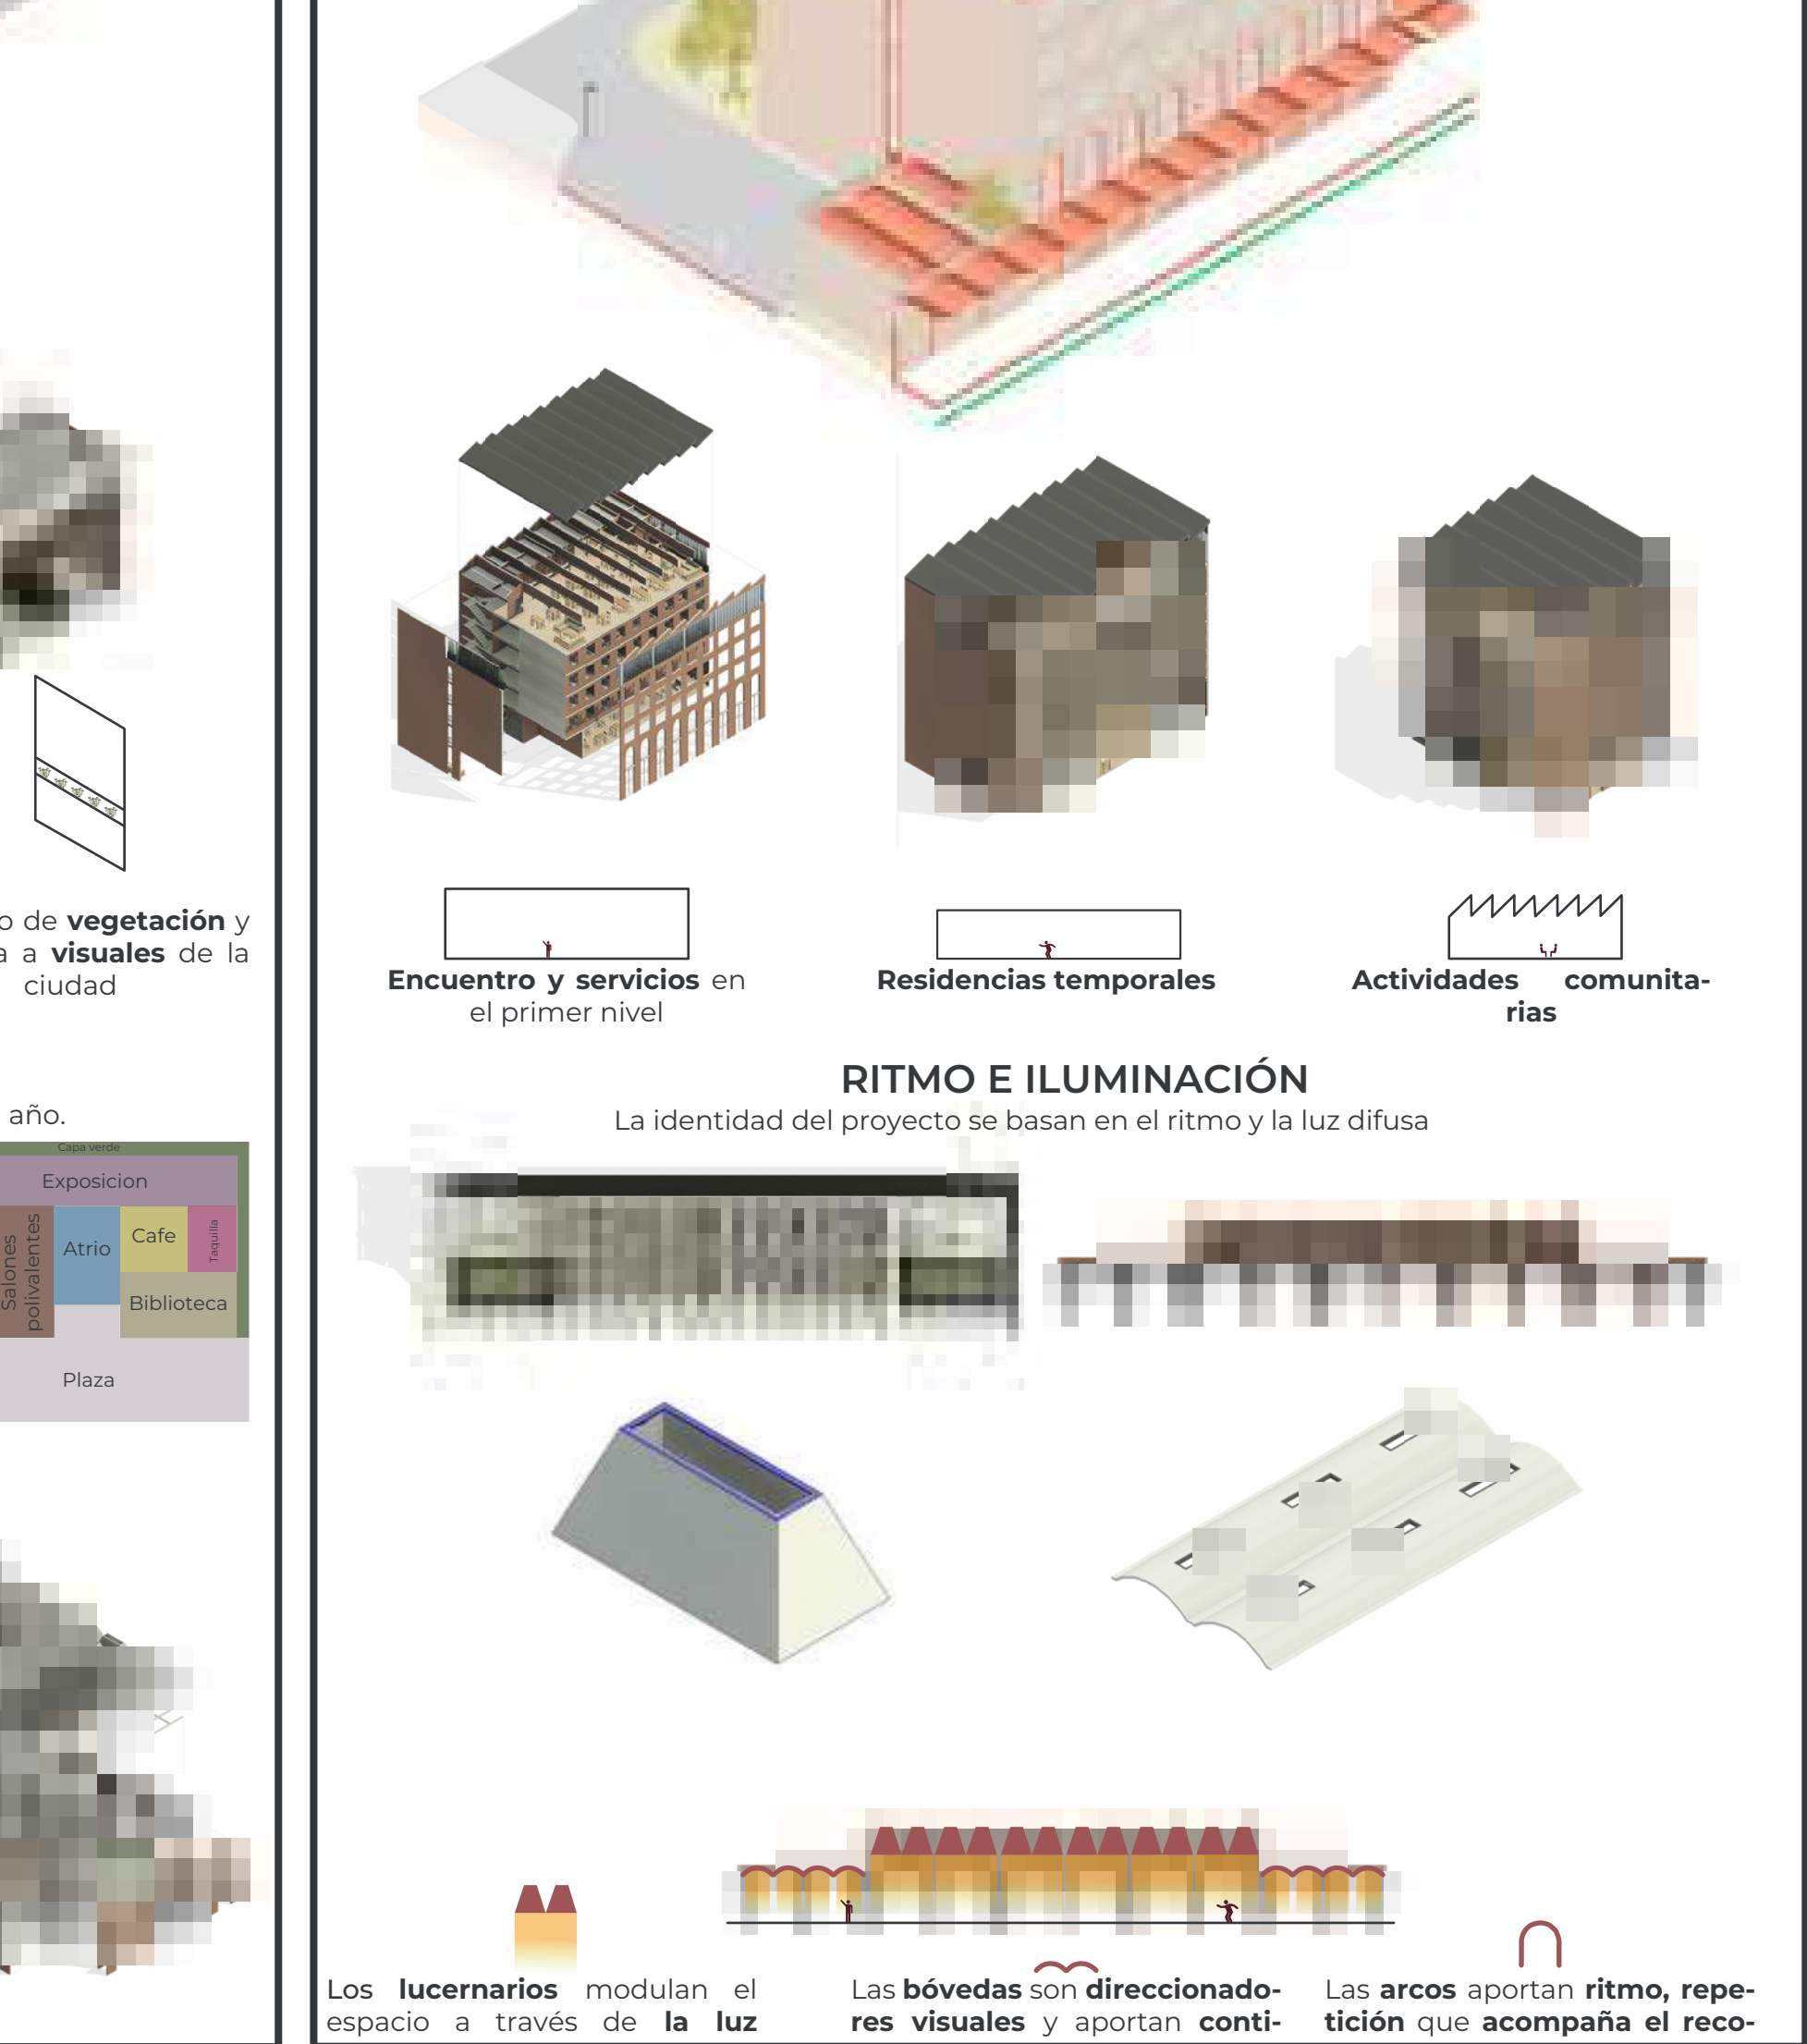 o de vegetación y
a a visuales de la
ciudad
año.
Capa verde
Exposicion
Salones
polivalentes
Atrio
Cafe
Taquilla
Biblioteca
Plaza
Encuentro y servicios en
el primer nivel
Residencias temporales
Actividades comunita-
rias
RITMO E ILUMINACIÓN
La identidad del proyecto se basan en el ritmo y la luz difusa
Los lucernarios modulan el
espacio a través de la luz
Las bóvedas son direccionado-
res visuales y aportan conti-
Las arcos aportan ritmo, repe-
tición que acompaña el reco-